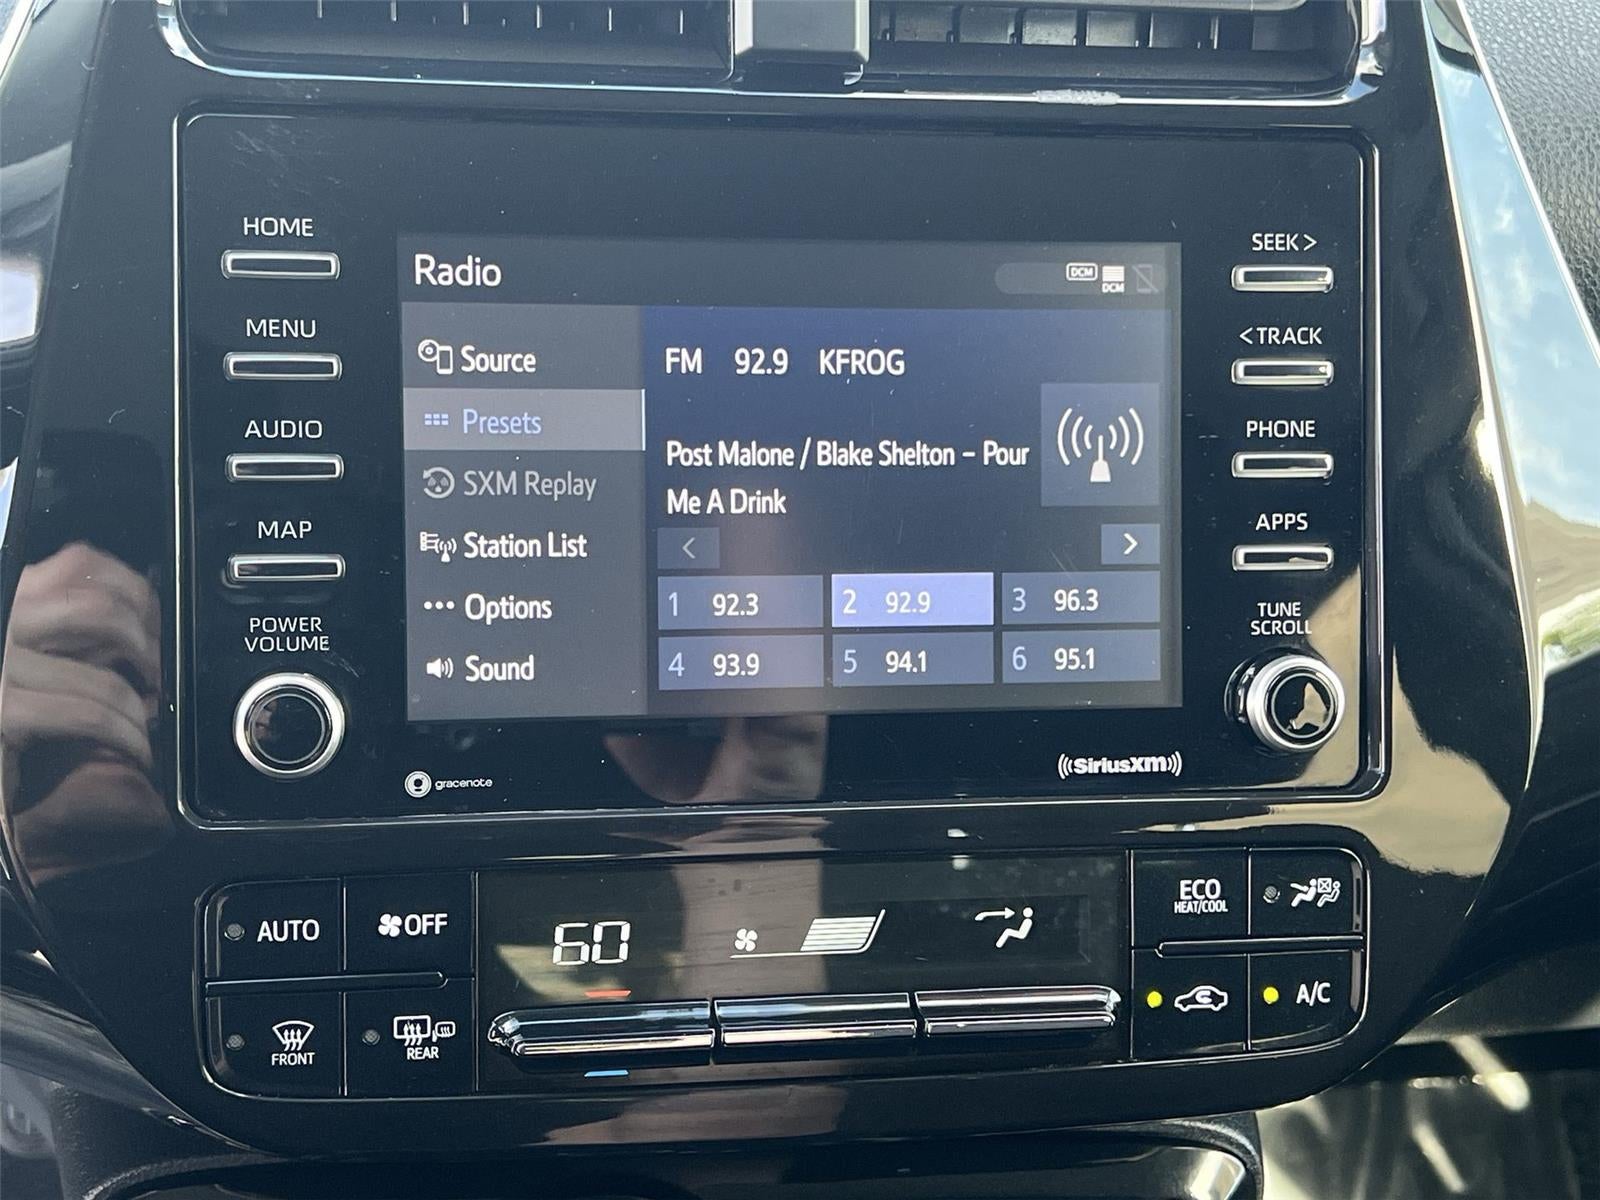 HOME
MENU
AUDIO
MAP
POWER
VOLUME
Radio
DCM
DCM
Source
Presets
SXM Replay
Station List
Options
Sound
FM 92.9 KFROG
Post Malone / Blake Shelton – Pour
Me A Drink
< >
1 92.3 2 92.9 3 96.3
4 93.9 5 94.1 6 95.1
SEEK >
< TRACK
PHONE
APPS
TUNE
SCROLL
gracenote
((SiriusXM))
AUTO
OFF
FRONT
REAR
60
ECO
HEAT/COOL
A/C